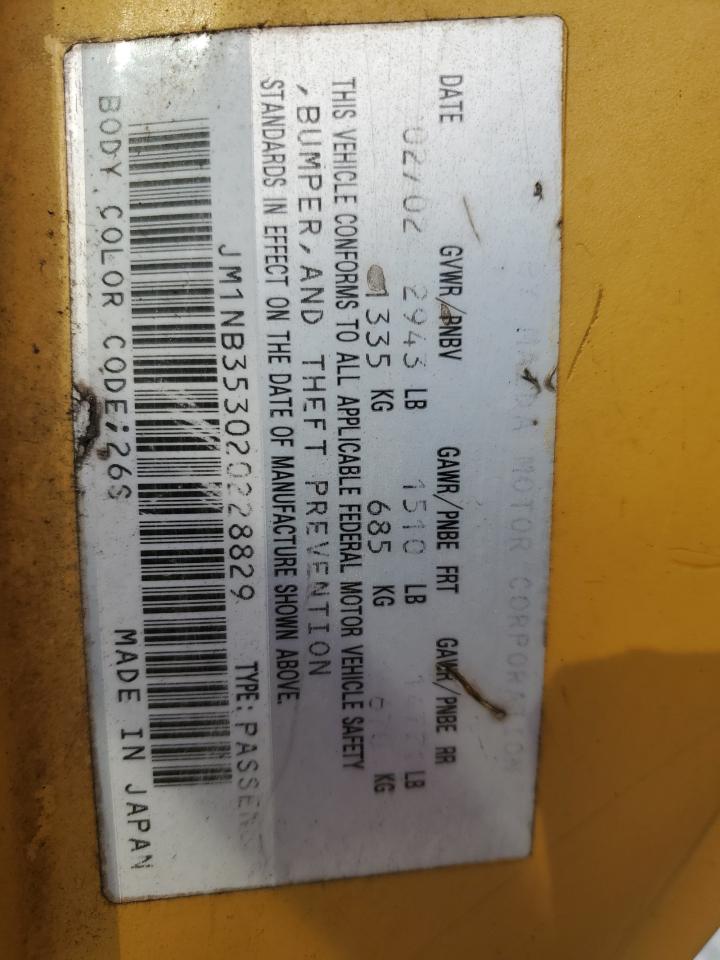 BY MAZDA MOTOR CORPORATION
DATE GVWR/PNBV GAWR/PNBE FRT GAWR/PNBE RR
02/02 2943 LB 1510 LB LB
1335 KG 685 KG KG
THIS VEHICLE CONFORMS TO ALL APPLICABLE FEDERAL MOTOR VEHICLE SAFETY
,BUMPER,AND THEFT PREVENTION
STANDARDS IN EFFECT ON THE DATE OF MANUFACTURE SHOWN ABOVE.
JM1NB353020228829 TYPE:
BODY COLOR CODE;26S MADE IN JAPAN